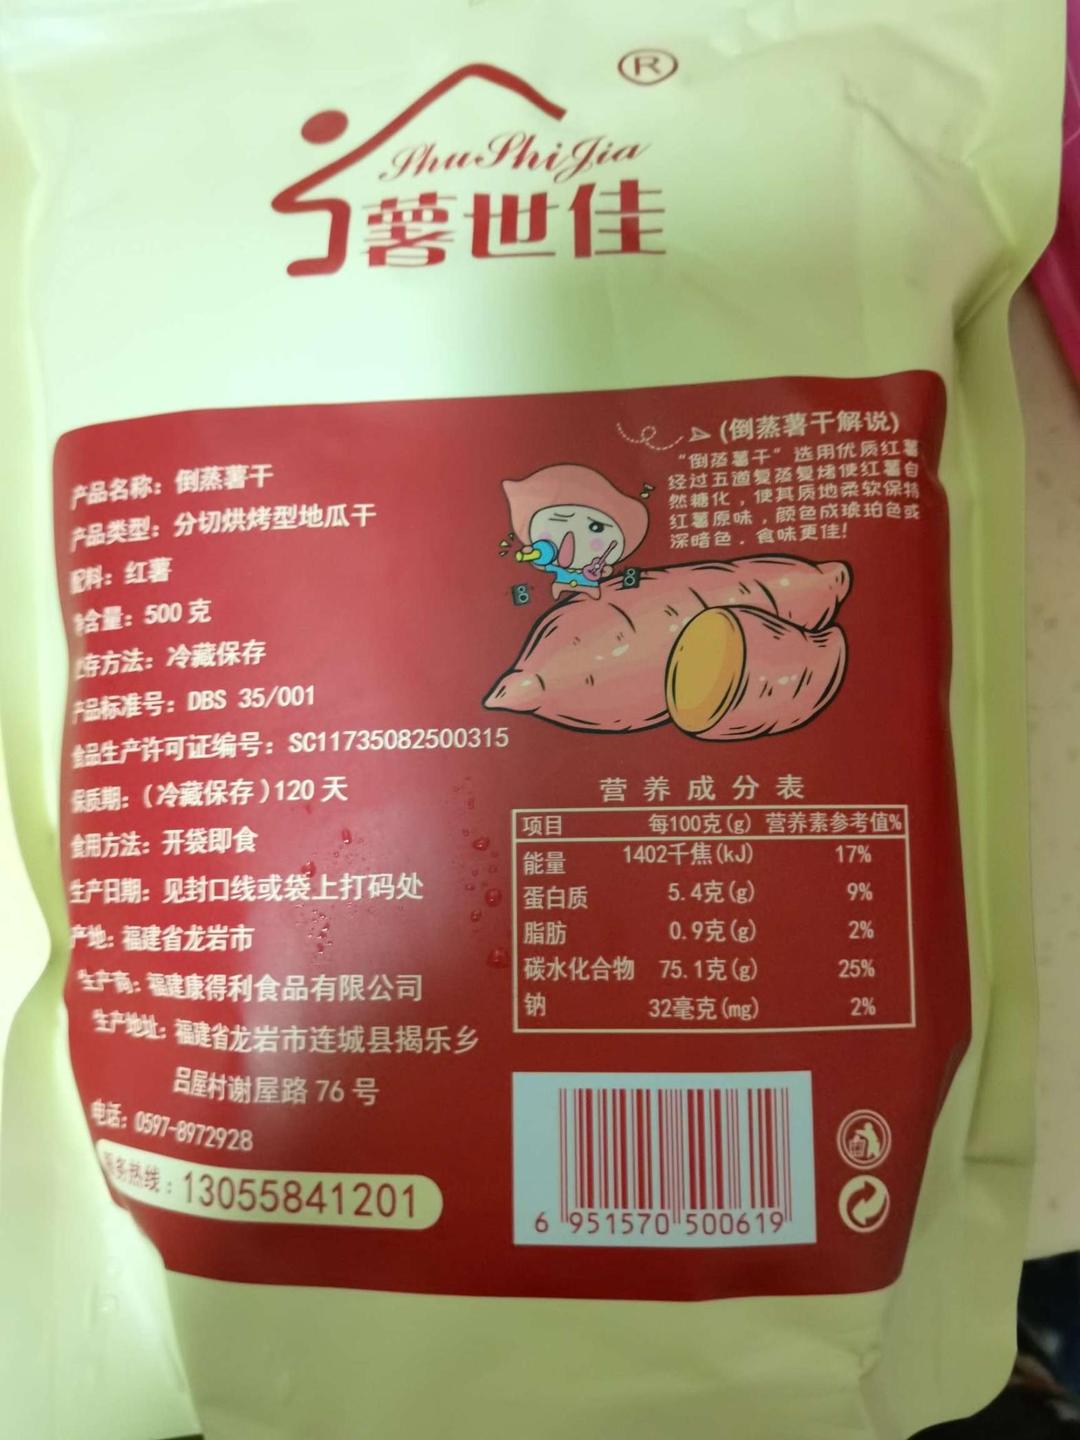 ®
ShuShiJia
薯世佳
(倒蒸薯干解说)
“倒蒸薯干”选用优质红薯
经过五道复蒸复烤使红薯自
然糖化，使其质地柔软保持
红薯原味，颜色成琥珀色或
深暗色，食味更佳！
产品名称：倒蒸薯干
产品类型：分切烘烤型地瓜干
配料：红薯
含量：500克
存方法：冷藏保存
产品标准号：DBS 35/001
食品生产许可证编号：SC11735082500315
保质期：(冷藏保存)120天
食用方法：开袋即食
生产日期：见封口线或袋上打码处
产地：福建省龙岩市
生产商：福建康得利食品有限公司
生产地址：福建省龙岩市连城县揭乐乡
吕屋村谢屋路76号
电话：0597-8972928
务热线：13055841201
营养成分表
项目 每100克(g) 营养素参考值%
能量 1402千焦(kJ) 17%
蛋白质 5.4克(g) 9%
脂肪 0.9克(g) 2%
碳水化合物 75.1克(g) 25%
钠 32毫克(mg) 2%
6 951570 500619